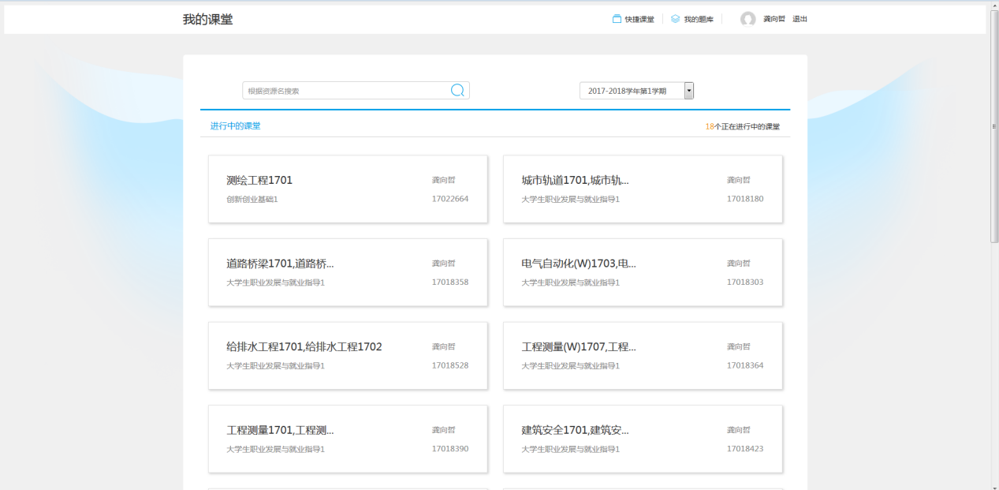 我的课堂
快捷课堂 我的题库 龚向哲 退出
根据资源名搜索
2017-2018学年第1学期
进行中的课堂
18个正在进行中的课堂
测绘工程1701 龚向哲
创新创业基础1 17022664
城市轨道1701,城市轨... 龚向哲
大学生职业发展与就业指导1 17018180
道路桥梁1701,道路桥... 龚向哲
大学生职业发展与就业指导1 17018358
电气自动化(W)1703,电... 龚向哲
大学生职业发展与就业指导1 17018303
给排水工程1701,给排水工程1702 龚向哲
大学生职业发展与就业指导1 17018528
工程测量(W)1707,工程... 龚向哲
大学生职业发展与就业指导1 17018364
工程测量1701,工程测... 龚向哲
大学生职业发展与就业指导1 17018390
建筑安全1701,建筑安... 龚向哲
大学生职业发展与就业指导1 17018423